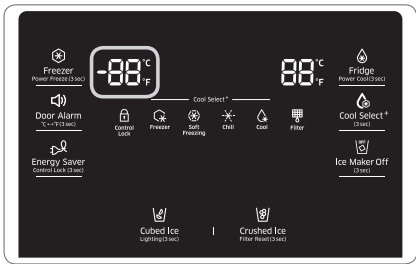 -88 °C °F
88 °C °F
Freezer
Power Freeze (3 sec)
Fridge
Power Cool (3 sec)
Cool Select+
Door Alarm
°C↔°F (3 sec)
Control Lock
Freezer
Soft Freezing
Chill
Cool
Filter
Cool Select+
(3 sec)
Energy Saver
Control Lock (3 sec)
OFF
Ice Maker Off
(3 sec)
Cubed Ice
Lighting (3 sec)
Crushed Ice
Filter Reset (3 sec)